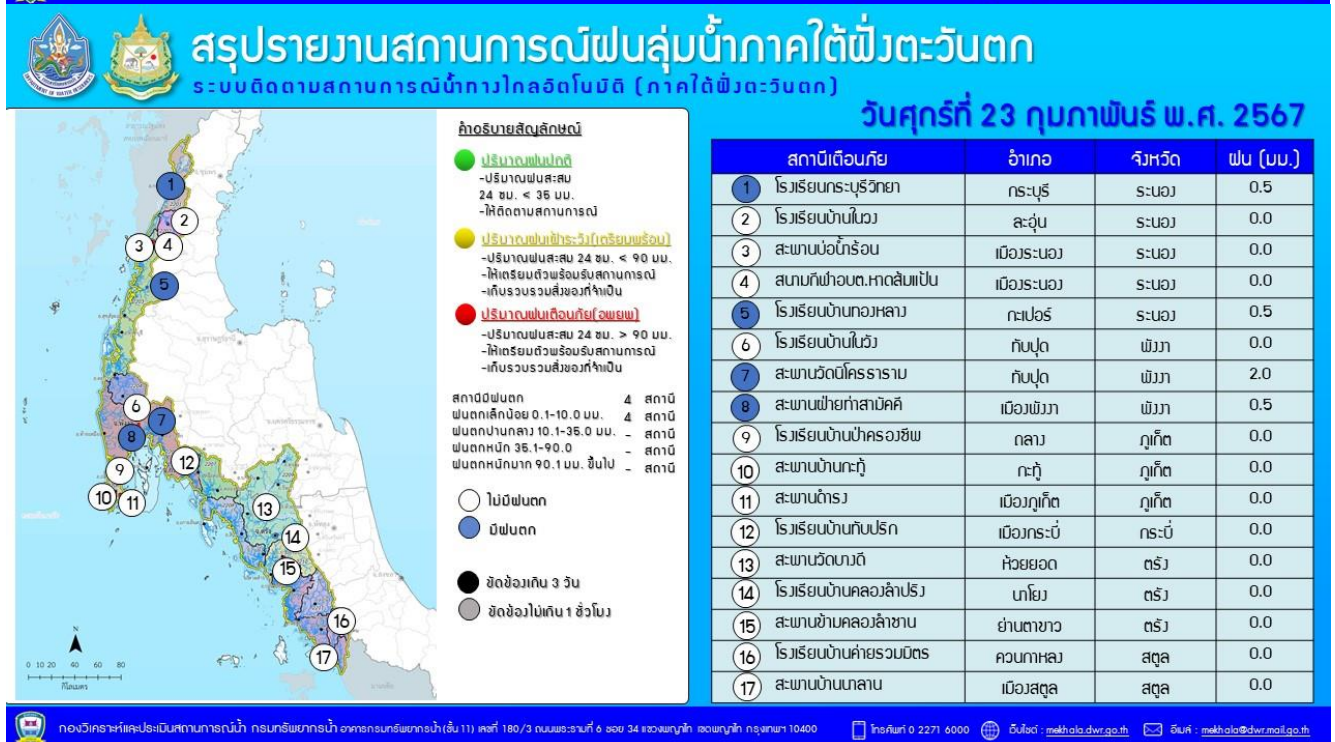 สรุปรายงานสถานการณ์ฝนลุ่มน้ำภาคใต้ฝั่งตะวันตก
ระบบติดตามสถานการณ์น้ำทางไกลอัตโนมัติ (ภาคใต้ฝั่งตะวันตก)
วันศุกร์ที่ 23 กุมภาพันธ์ พ.ศ. 2567
1
2
3 4
5
6
7
8
9
12
10 11
13
14
15
16
17
N
0 10 20 40 60 80
กิโลเมตร
คำอธิบายสัญลักษณ์
ปริมาณฝนปกติ
-ปริมาณฝนสะสม
24 ชม. < 35 มม.
-ให้ติดตามสถานการณ์
ปริมาณฝนเฝ้าระวัง(เตรียมพร้อม)
-ปริมาณฝนสะสม 24 ชม. < 90 มม.
-ให้เตรียมตัวพร้อมรับสถานการณ์
-เก็บรวบรวมสิ่งของที่จำเป็น
ปริมาณฝนเตือนภัย(อพยพ)
-ปริมาณฝนสะสม 24 ชม. > 90 มม.
-ให้เตรียมตัวพร้อมรับสถานการณ์
-เก็บรวบรวมสิ่งของที่จำเป็น
สถานีมีฝนตก 4 สถานี
ฝนตกเล็กน้อย 0.1-10.0 มม. 4 สถานี
ฝนตกปานกลาง 10.1-35.0 มม. - สถานี
ฝนตกหนัก 35.1-90.0 - สถานี
ฝนตกหนักมาก 90.1 มม. ขึ้นไป - สถานี
ไม่มีฝนตก
มีฝนตก
ขัดข้องเกิน 3 วัน
ขัดข้องไม่เกิน 1 ชั่วโมง
สถานีเตือนภัย อำเภอ จังหวัด ฝน (มม.)
1 โรงเรียนกระบุรีวิทยา กระบุรี ระนอง 0.5
2 โรงเรียนบ้านในวง ละอุ่น ระนอง 0.0
3 สะพานบ่อน้ำร้อน เมืองระนอง ระนอง 0.0
4 สนามกีฬาอบต.หาดส้มแป้น เมืองระนอง ระนอง 0.0
5 โรงเรียนบ้านทองหลาง กะเปอร์ ระนอง 0.5
6 โรงเรียนบ้านในวัง ทับปุด พังงา 0.0
7 สะพานวัดนิโครธาราม ทับปุด พังงา 2.0
8 สะพานฝ่ายท่าสามัคคี เมืองพังงา พังงา 0.5
9 โรงเรียนบ้านป่าครองชีพ ถลาง ภูเก็ต 0.0
10 สะพานบ้านกะทู้ กะทู้ ภูเก็ต 0.0
11 สะพานดำรง เมืองภูเก็ต ภูเก็ต 0.0
12 โรงเรียนบ้านทับปริก เมืองกระบี่ กระบี่ 0.0
13 สะพานวัดบางดี ห้วยยอด ตรัง 0.0
14 โรงเรียนบ้านคลองลำปริง นาโยง ตรัง 0.0
15 สะพานข้ามคลองลำชาน ย่านตาขาว ตรัง 0.0
16 โรงเรียนบ้านค่ายรวมมิตร ควนกาหลง สตูล 0.0
17 สะพานบ้านนาลาน เมืองสตูล สตูล 0.0
กองวิเคราะห์และประเมินสถานการณ์น้ำ กรมทรัพยากรน้ำ อาคารกรมทรัพยากรน้ำ(ชั้น 11) เลขที่ 180/3 ถนนพระรามที่ 6 ซอย 34 แขวงพญาไท เขตพญาไท กรุงเทพฯ 10400 โทรศัพท์ 0 2271 6000 เว็บไซต์ : mekhala.dwr.go.th อีเมล์ : mekhala@dwr.mail.go.th